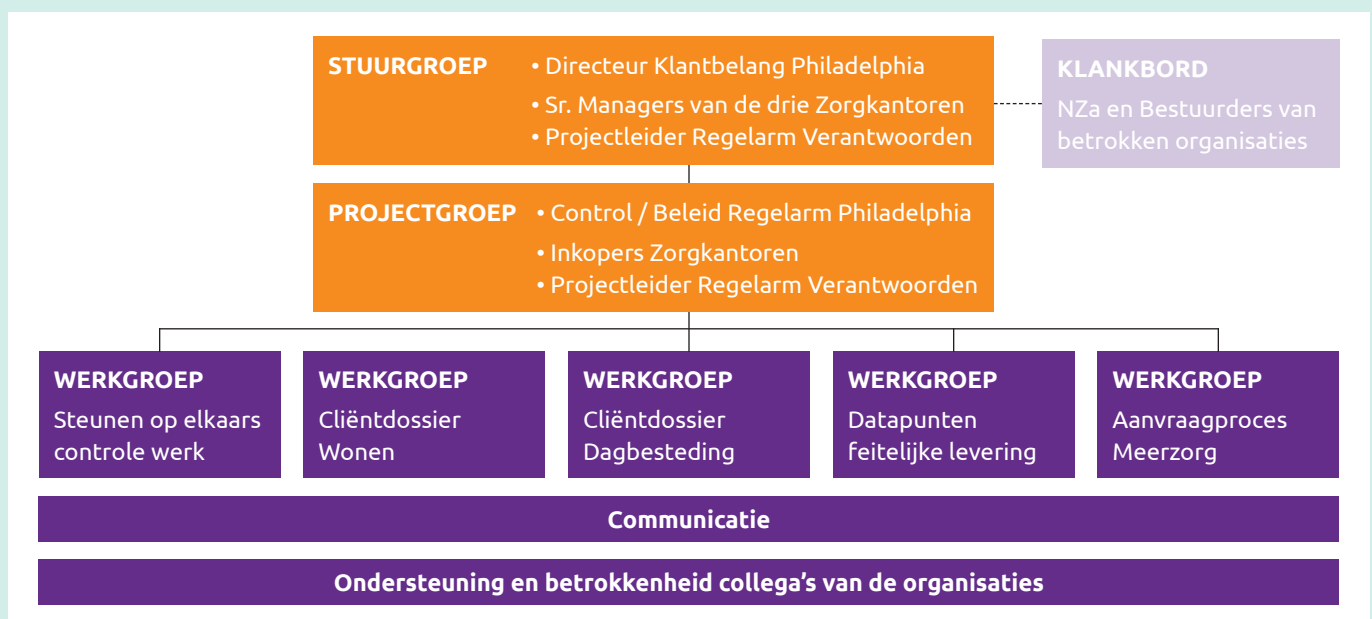 STUURGROEP
• Directeur Klantbelang Philadelphia
• Sr. Managers van de drie Zorgkantoren
• Projectleider Regelarm Verantwoorden
KLANKBORD
NZa en Bestuurders van
betrokken organisaties
PROJECTGROEP
• Control / Beleid Regelarm Philadelphia
• Inkopers Zorgkantoren
• Projectleider Regelarm Verantwoorden
WERKGROEP
Steunen op elkaars
controle werk
WERKGROEP
Cliëntdossier
Wonen
WERKGROEP
Cliëntdossier
Dagbesteding
WERKGROEP
Datapunten
feitelijke levering
WERKGROEP
Aanvraagproces
Meerzorg
Communicatie
Ondersteuning en betrokkenheid collega's van de organisaties